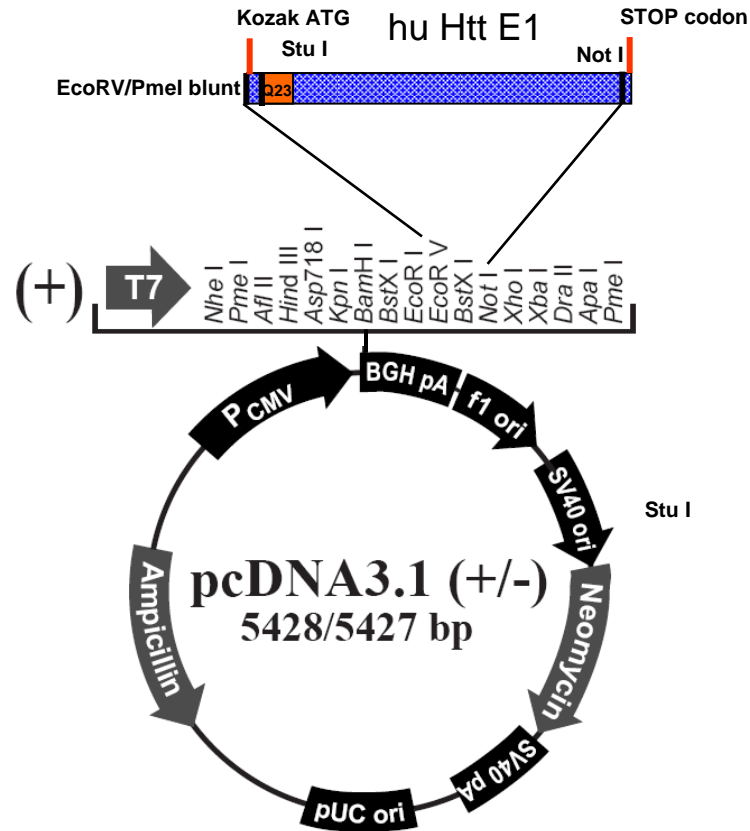 Kozak ATG
hu Htt E1
STOP codon
Stu I
Not I
EcoRV/PmeI blunt
Q23
(+)
T7
Nhe I
Pme I
Afl II
Hind III
Asp718 I
Kpn I
BamH I
BstX I
EcoR I
EcoR V
BstX I
Not I
Xho I
Xba I
Dra II
Apa I
Pme I
PCMV
BGH pA
f1 ori
SV40 ori
Stu I
Neomycin
SV40 pA
pUC ori
Ampicillin
pcDNA3.1 (+/-)
5428/5427 bp